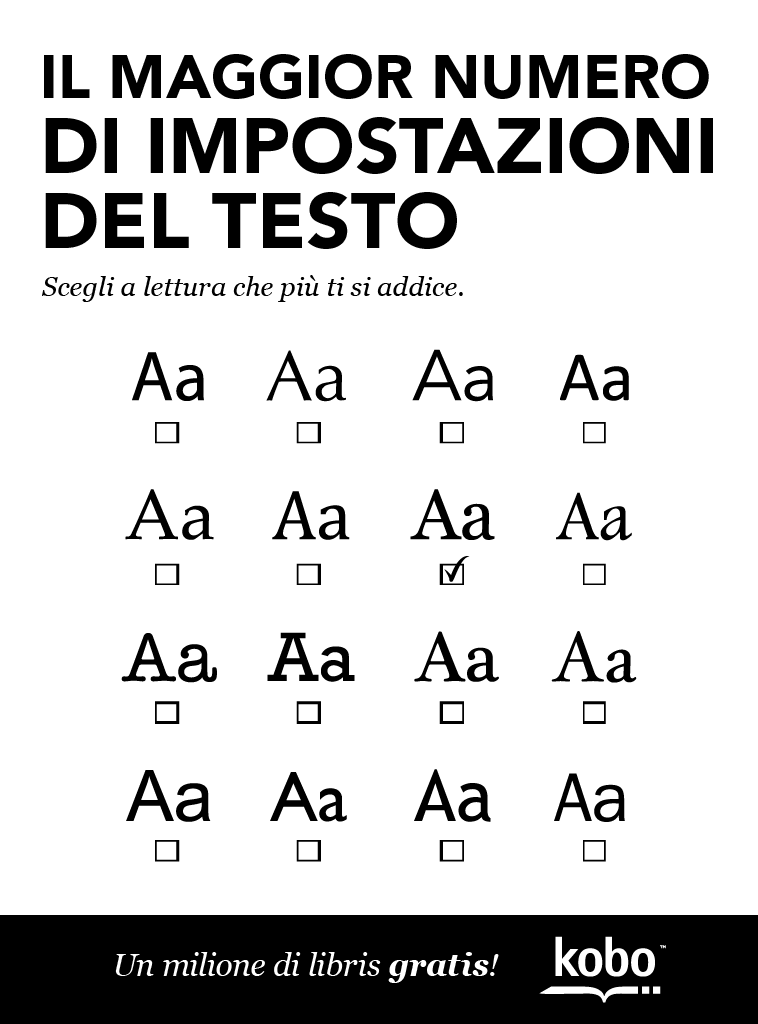 IL MAGGIOR NUMERO
DI IMPOSTAZIONI
DEL TESTO
Scegli a lettura che più ti si addice.
Aa Aa Aa Aa
Aa Aa Aa Aa
Aa Aa Aa Aa
Aa Aa Aa Aa
Un milione di libris gratis!
kobo™